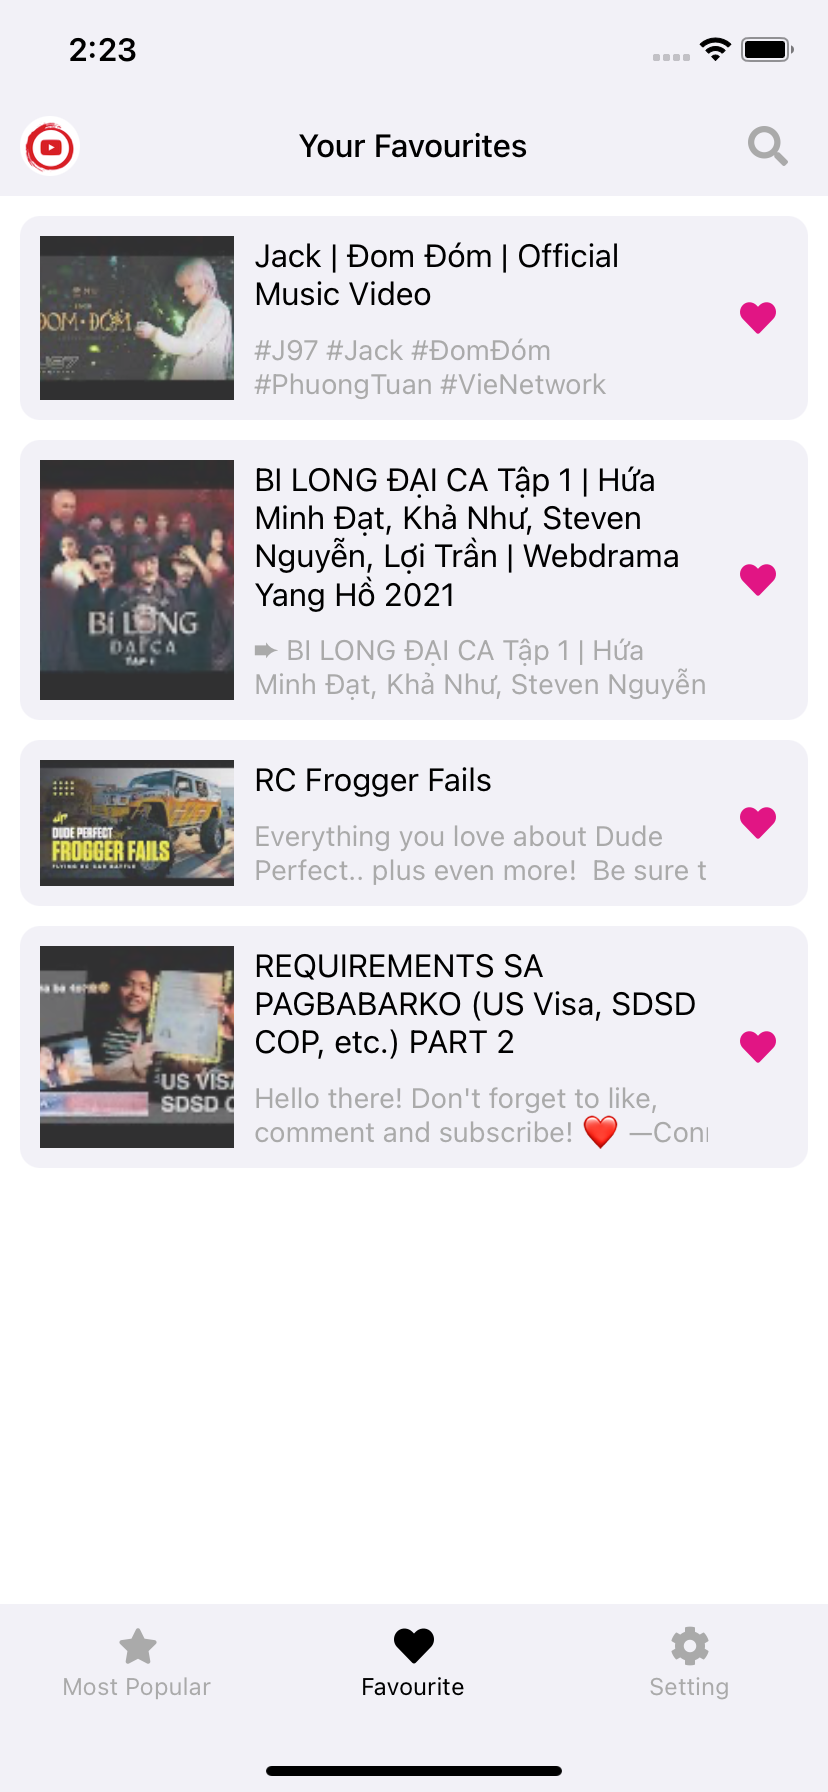 2:23
Your Favourites
Jack | Đom Đóm | Official
Music Video
#J97 #Jack #ĐomĐóm
#PhuongTuan #VieNetwork
ĐOM ĐÓM
J97
BI LONG ĐẠI CA Tập 1 | Hứa
Minh Đạt, Khả Như, Steven
Nguyễn, Lợi Trần | Webdrama
Yang Hồ 2021
➨ BI LONG ĐẠI CA Tập 1 | Hứa
Minh Đạt, Khả Như, Steven Nguyễn
Bi LONG
ĐẠI CA
TẬP 1
RC Frogger Fails
Everything you love about Dude
Perfect.. plus even more!  Be sure t
DUDE PERFECT
FROGGER FAILS
FLYING RC CAR BATTLE
REQUIREMENTS SA
PAGBABARKO (US Visa, SDSD
COP, etc.) PART 2
Hello there! Don't forget to like,
comment and subscribe! ❤️ —Con
US VIS
SDSD C
Most Popular
Favourite
Setting